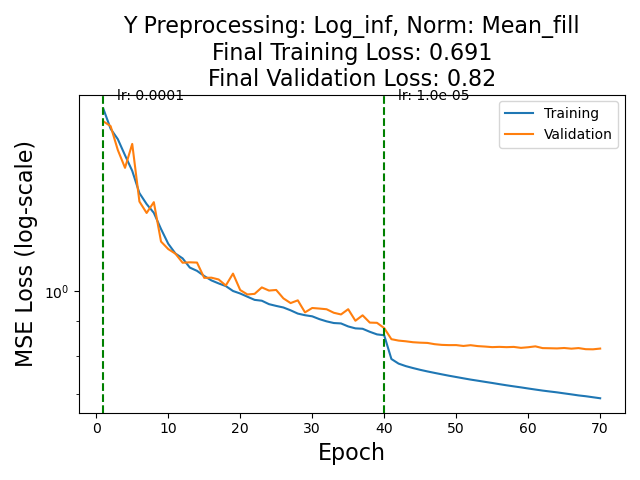 Y Preprocessing: Log_inf, Norm: Mean_fill
Final Training Loss: 0.691
Final Validation Loss: 0.82
lr: 0.0001
lr: 1.0e-05
Training
Validation
MSE Loss (log-scale)
10⁰
0 10 20 30 40 50 60 70
Epoch